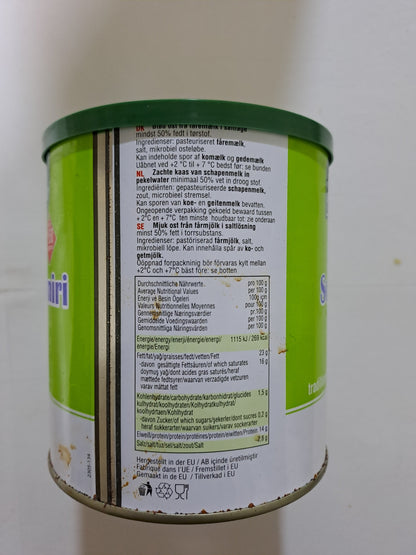 DK Blød ost fra fåremælk i saltlage
mindst 50% fedt i tørstof.
Ingredienser: pasteuriseret fåremælk,
salt, mikrobiel osteløbe.
Kan indeholde spor af komælk og gedemælk
Uåbnet ved +2 °C til + 7 °C bedst før: se bunden
NL Zachte kaas van schapenmelk in
pekelwater minimaal 50% vet in droog stof.
Ingrediënten: gepasteuriseerde schapenmelk,
zout, microbieel stremsel.
Kan sporen van koe- en geitenmelk bevatten.
Ongeopende verpakking gekoeld bewaard tussen
+2°C en + 7°C ten minste houdbaar tot: zie onderaan
SE Mjuk ost från fårmjölk i saltlösning
minst 50% fett i torrsubstans.
Ingredienser: pastöriserad fårmjölk, salt,
mikrobiell löpe. Kan innehålla spår av ko- och
getmjölk.
Oöppnad förpackning bör förvaras kylt mellan
+2°C och +7°C bäst före: se botten
Durchschnittliche Nährwerte. pro 100 g
Average Nutritional Values per 100 g
Enerji ve Besin Ögeleri 100g için
Valeurs Nutritionnelles Moyennes pour 100 g
Gennemsnitlige Næringsværdier pr.100 g
Gemiddelde Voedingswaarden per 100 g
Genomsnittliga Näringsvärden per 100 g
Energie/energy/enerji/énergie/energi/ 1115 kJ / 269 kcal
energie/Energi
Fett/fat/yağ/graisses/fedt/vetten/Fett 23 g
davon gesättigte Fettsäuren/of which saturates 16 g
doymuş yağ/dont acides gras saturés/heraf
mættede fedtsyrer/waarvan verzadigde vetzuren
varav mättat fett
Kohlenhydrate/carbohydrate/karbonhidrat/glucides 1,5 g
kulhydrat/koolhydraten/Kolhydrat
davon Zucker/of which sugars/şekerler/dont sucres 0,2 g
heraf sukkerarter/waarvan suikers/varav sockerarter
Eiweiß/protein/protein/protéines/protein/eiwitten/Protein 14 g
Salz/salt/tuz/sel/salt/zout/Salt 2,5 g
Hergestellt in der EU / AB içinde üretilmiştir
Fabriqué dans l'UE / Fremstillet i EU
Gemaakt in de EU / Tillverkad i EU
niri
S
tradi